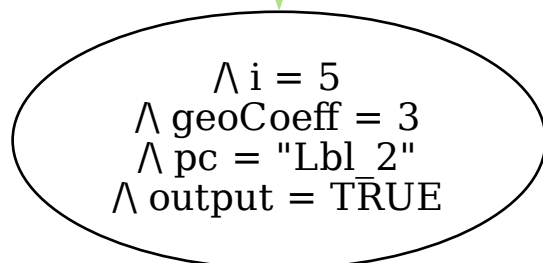 /\ i = 5
/\ geoCoeff = 3
/\ pc = "Lbl_2"
/\ output = TRUE